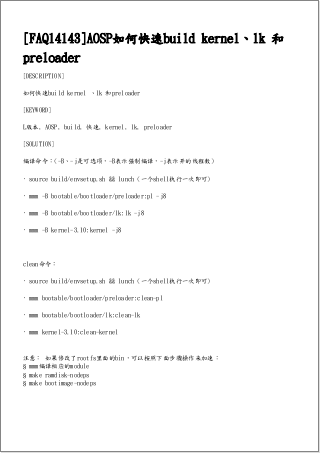 [FAQ14143]AOSP如何快速build kernel、lk 和
preloader
[DESCRIPTION]
如何快速build kernel 、lk 和preloader
[KEYWORD]
L版本, AOSP, build, 快速, kernel, lk, preloader
[SOLUTION]
编译命令：(-B、-j是可选项，-B表示强制编译，-j表示开的线程数)
· source build/envsetup.sh && lunch (一个shell执行一次即可)
· mmm -B bootable/bootloader/preloader:pl -j8
· mmm -B bootable/bootloader/lk:lk -j8
· mmm -B kernel-3.10:kernel -j8
clean命令：
· source build/envsetup.sh && lunch (一个shell执行一次即可)
· mmm bootable/bootloader/preloader:clean-pl
· mmm bootable/bootloader/lk:clean-lk
· mmm kernel-3.10:clean-kernel
注意： 如果修改了rootfs里面的bin，可以按照下面步骤操作来加速：
§ mmm编译相应的module
§ make ramdisk-nodeps
§ make bootimage-nodeps